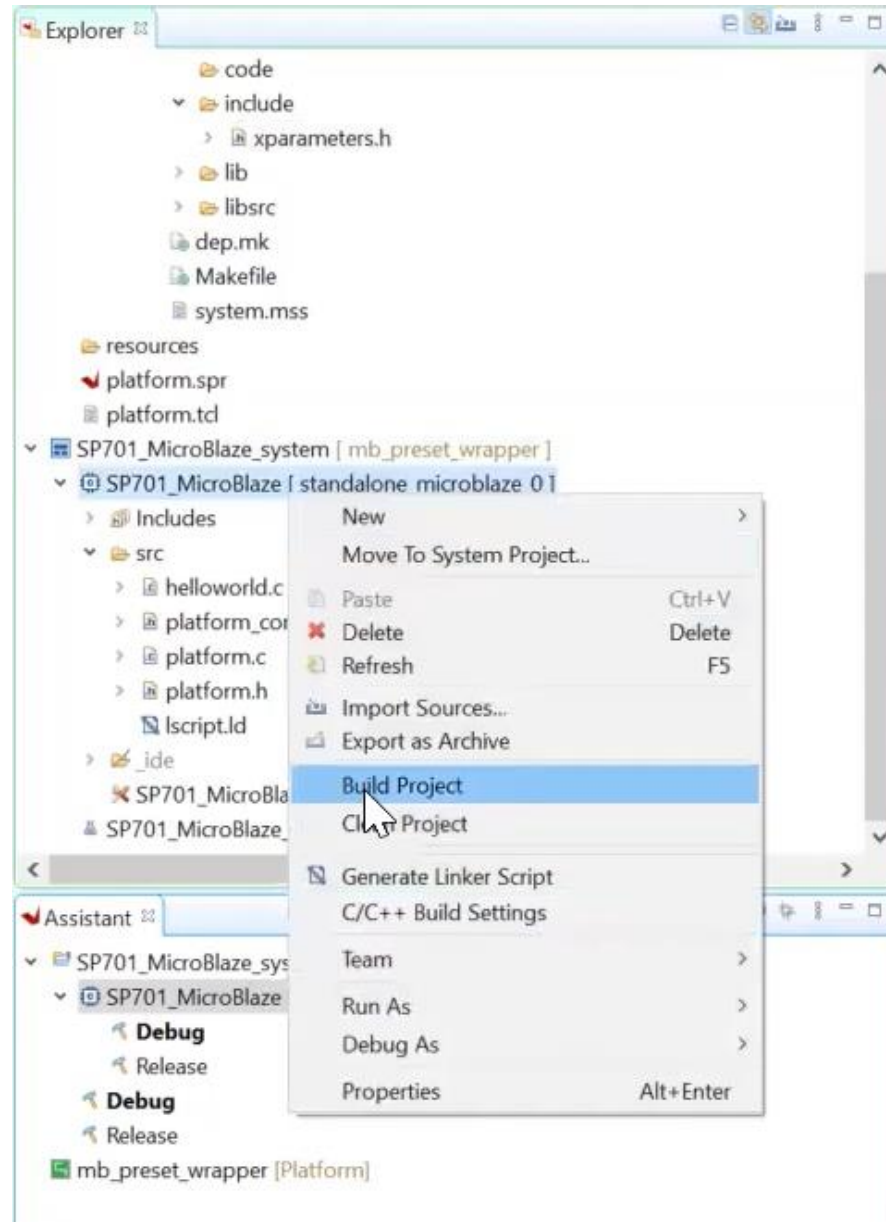 Explorer
code
include
xparameters.h
lib
libsrc
dep.mk
Makefile
system.mss
resources
platform.spr
platform.tcl
SP701_MicroBlaze_system [ mb_preset_wrapper ]
SP701_MicroBlaze [ standalone_microblaze_0 ]
Includes
src
helloworld.c
platform_cor
platform.c
platform.h
lscript.ld
_ide
SP701_MicroBla
SP701_MicroBlaze_
New
Move To System Project...
Paste Ctrl+V
Delete Delete
Refresh F5
Import Sources...
Export as Archive
Build Project
Project
Generate Linker Script
C/C++ Build Settings
Team
Run As
Debug As
Properties Alt+Enter
Assistant
SP701_MicroBlaze_sys
SP701_MicroBlaze
Debug
Release
Debug
Release
mb_preset_wrapper [Platform]